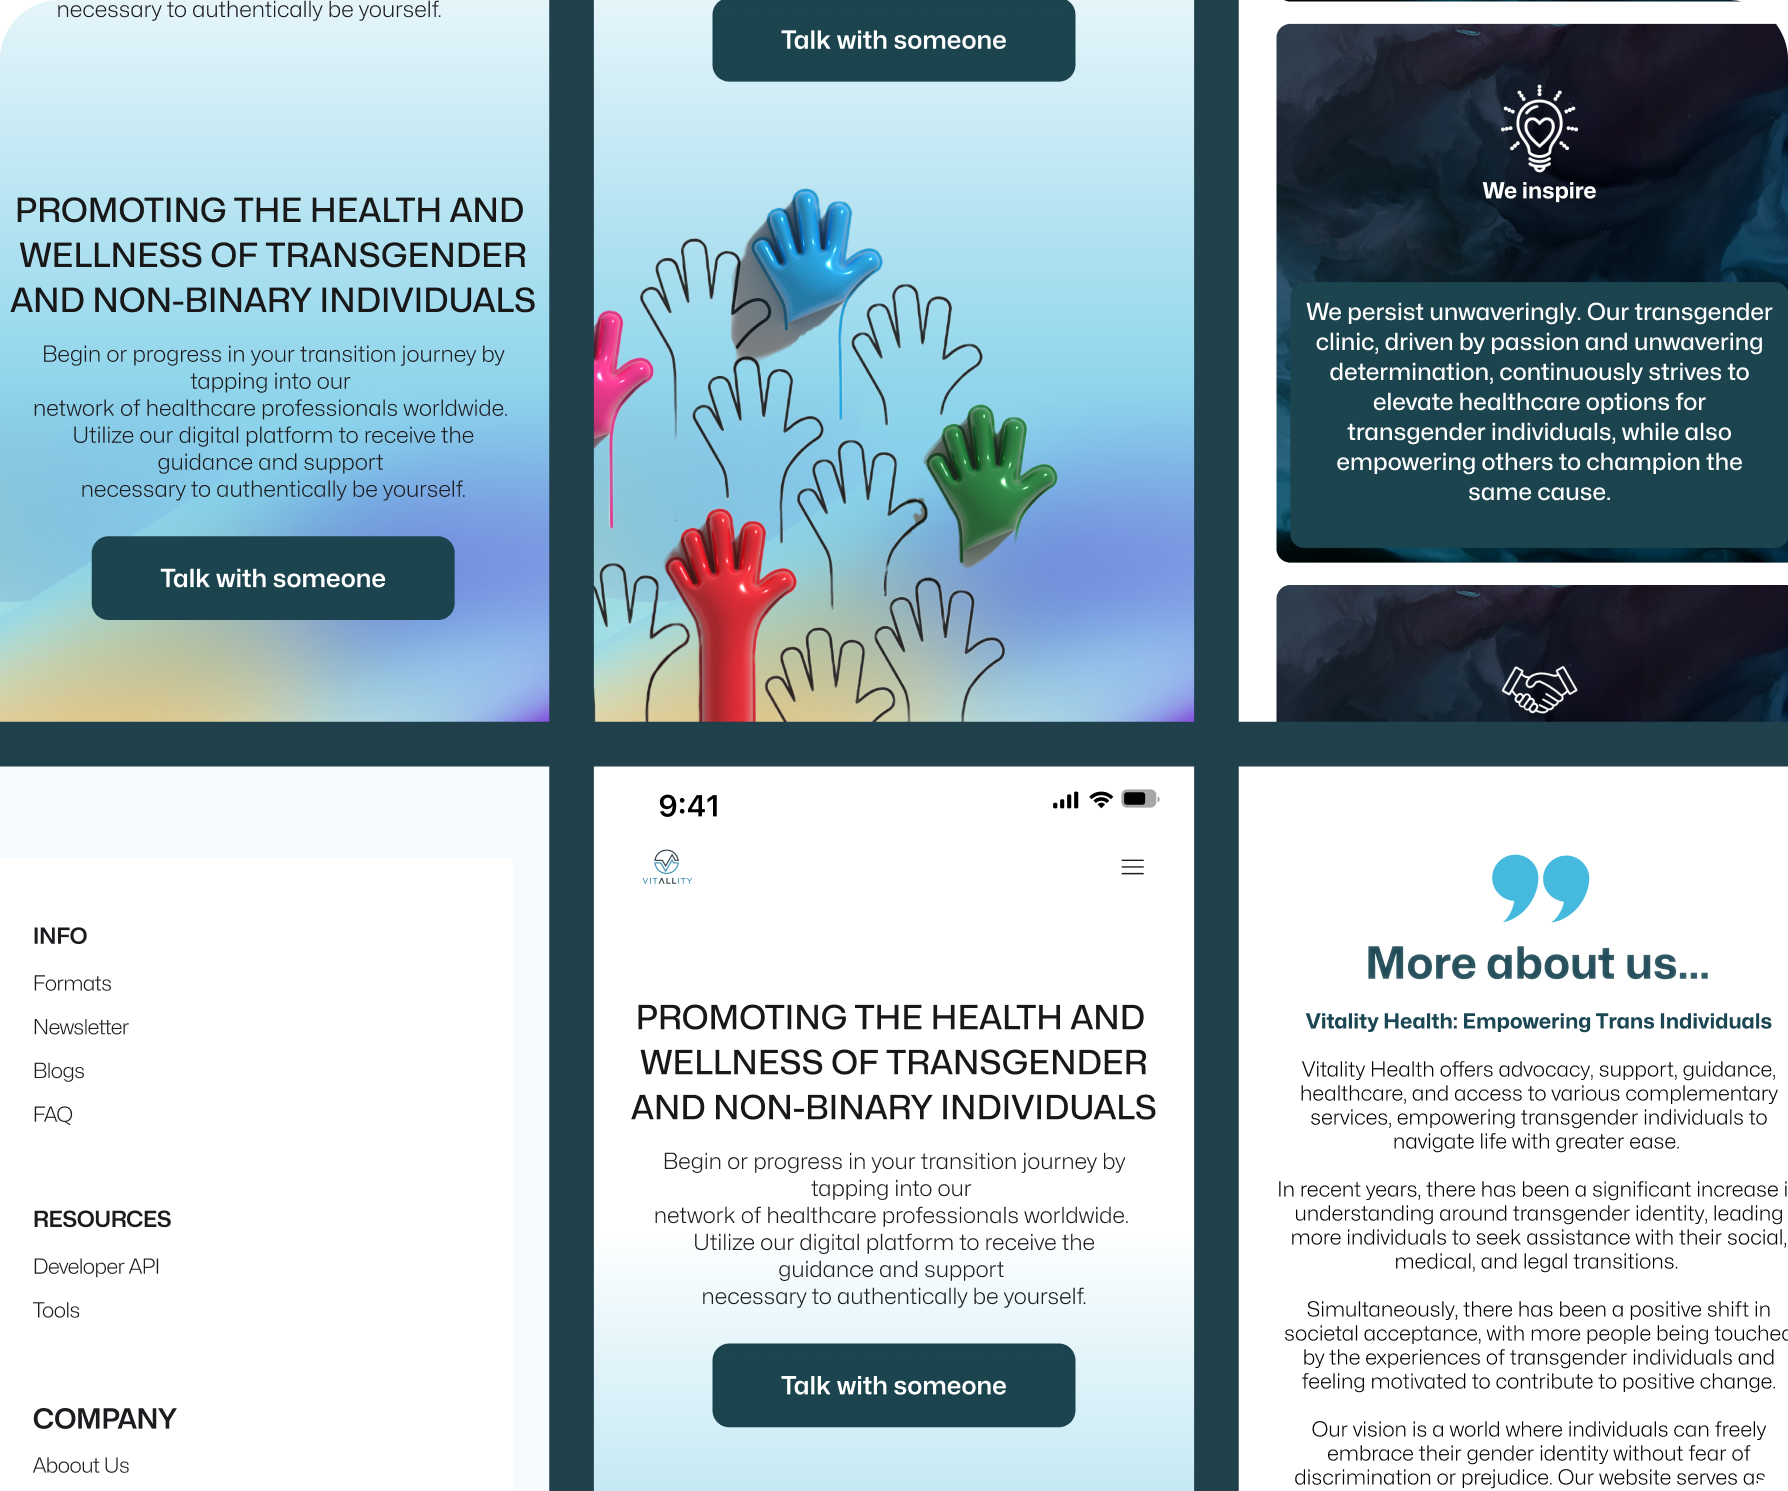 necessary to authentically be yourself.
PROMOTING THE HEALTH AND
WELLNESS OF TRANSGENDER
AND NON-BINARY INDIVIDUALS
Begin or progress in your transition journey by
tapping into our
network of healthcare professionals worldwide.
Utilize our digital platform to receive the
guidance and support
necessary to authentically be yourself.
Talk with someone
Talk with someone
We inspire
We persist unwaveringly. Our transgender
clinic, driven by passion and unwavering
determination, continuously strives to
elevate healthcare options for
transgender individuals, while also
empowering others to champion the
same cause.
INFO
Formats
Newsletter
Blogs
FAQ
RESOURCES
Developer API
Tools
COMPANY
Aboout Us
9:41
VITALLITY
PROMOTING THE HEALTH AND
WELLNESS OF TRANSGENDER
AND NON-BINARY INDIVIDUALS
Begin or progress in your transition journey by
tapping into our
network of healthcare professionals worldwide.
Utilize our digital platform to receive the
guidance and support
necessary to authentically be yourself.
Talk with someone
More about us...
Vitality Health: Empowering Trans Individuals
Vitality Health offers advocacy, support, guidance,
healthcare, and access to various complementary
services, empowering transgender individuals to
navigate life with greater ease.
In recent years, there has been a significant increase i
understanding around transgender identity, leading
more individuals to seek assistance with their social,
medical, and legal transitions.
Simultaneously, there has been a positive shift in
societal acceptance, with more people being touched
by the experiences of transgender individuals and
feeling motivated to contribute to positive change.
Our vision is a world where individuals can freely
embrace their gender identity without fear of
discrimination or prejudice. Our website serves as